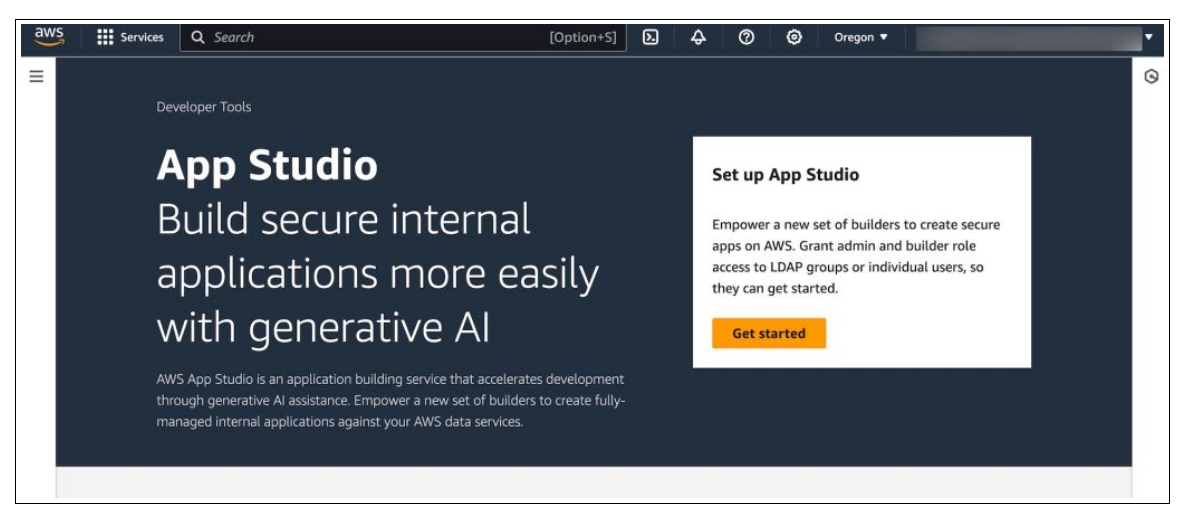 aws
Services
Search
[Option+S]
Oregon
Developer Tools
App Studio
Build secure internal
applications more easily
with generative AI
AWS App Studio is an application building service that accelerates development
through generative AI assistance. Empower a new set of builders to create fully-
managed internal applications against your AWS data services.
Set up App Studio
Empower a new set of builders to create secure
apps on AWS. Grant admin and builder role
access to LDAP groups or individual users, so
they can get started.
Get started